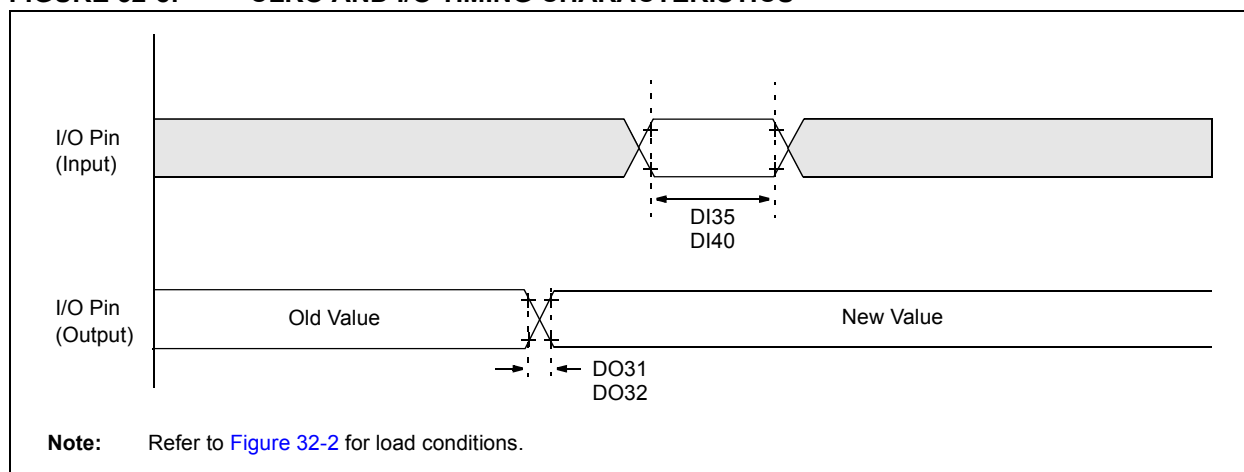 I/O Pin
(Input)
DI35
DI40
I/O Pin
(Output)
Old Value
New Value
DO31
DO32
Note: Refer to Figure 32-2 for load conditions.